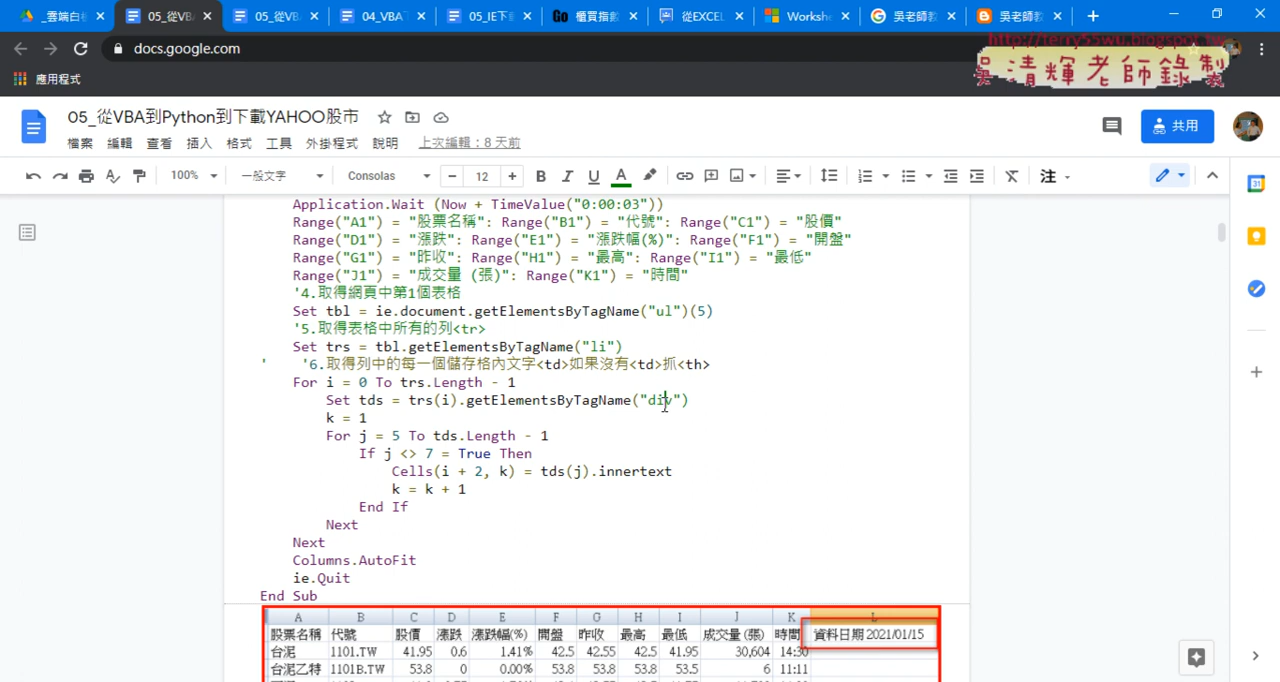 _雲端白板
05_從VBA
05_從VBA
04_VBA
05_IE下
櫃買指數
從EXCEL
Workshe
吳老師教
吳老師教
docs.google.com
http://terry55wu.blogspot.tw
吳清輝老師錄製
應用程式
05_從VBA到Python到下載YAHOO股市
檔案 編輯 查看 插入 格式 工具 外掛程式 說明 上次編輯：8 天前
共用
100% 一般文字 Consolas 12 注
Application.Wait (Now + TimeValue("0:00:03"))
Range("A1") = "股票名稱": Range("B1") = "代號": Range("C1") = "股價"
Range("D1") = "漲跌": Range("E1") = "漲跌幅(%)": Range("F1") = "開盤"
Range("G1") = "昨收": Range("H1") = "最高": Range("I1") = "最低"
Range("J1") = "成交量 (張)": Range("K1") = "時間"
'4.取得網頁中第1個表格
Set tbl = ie.document.getElementsByTagName("ul")(5)
'5.取得表格中所有的列<tr>
Set trs = tbl.getElementsByTagName("li")
' '6.取得列中的每一個儲存格內文字<td>如果沒有<td>抓<th>
For i = 0 To trs.Length - 1
Set tds = trs(i).getElementsByTagName("div")
k = 1
For j = 5 To tds.Length - 1
If j <> 7 = True Then
Cells(i + 2, k) = tds(j).innertext
k = k + 1
End If
Next
Next
Columns.AutoFit
ie.Quit
End Sub
A B C D E F G H I J K L
股票名稱 代號 股價 漲跌 漲跌幅(%) 開盤 昨收 最高 最低 成交量 (張) 時間 資料日期 2021/01/15
台泥 1101.TW 41.95 0.6 1.41% 42.5 42.55 42.5 41.95 30,604 14:30
台泥乙特 1101B.TW 53.8 0 0.00% 53.8 53.8 53.8 53.5 6 11:11